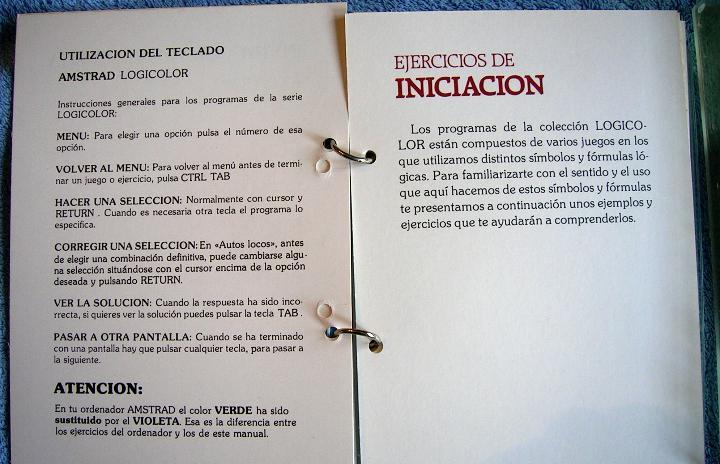 UTILIZACION DEL TECLADO
AMSTRAD LOGICOLOR
Instrucciones generales para los programas de la serie
LOGICOLOR:
MENU: Para elegir una opción pulsa el número de esa
opción.
VOLVER AL MENU: Para volver al menú antes de termi-
nar un juego o ejercicio, pulsa CTRL TAB
HACER UNA SELECCION: Normalmente con cursor y
RETURN . Cuando es necesaria otra tecla el programa lo
especifica.
CORREGIR UNA SELECCION: En «Autos locos», antes
de elegir una combinación definitiva, puede cambiarse algu-
na selección situándose con el cursor encima de la opción
deseada y pulsando RETURN.
VER LA SOLUCION: Cuando la respuesta ha sido inco-
rrecta, si quieres ver la solución puedes pulsar la tecla TAB .
PASAR A OTRA PANTALLA: Cuando se ha terminado
con una pantalla hay que pulsar cualquier tecla, para pasar a
la siguiente.
ATENCION:
En tu ordenador AMSTRAD el color VERDE ha sido
sustituido por el VIOLETA. Esa es la diferencia entre
los ejercicios del ordenador y los de este manual.
EJERCICIOS DE
INICIACION
Los programas de la colección LOGICO-
LOR están compuestos de varios juegos en los
que utilizamos distintos símbolos y fórmulas ló-
gicas. Para familiarizarte con el sentido y el uso
que aquí hacemos de estos símbolos y fórmulas
te presentamos a continuación unos ejemplos y
ejercicios que te ayudarán a comprenderlos.